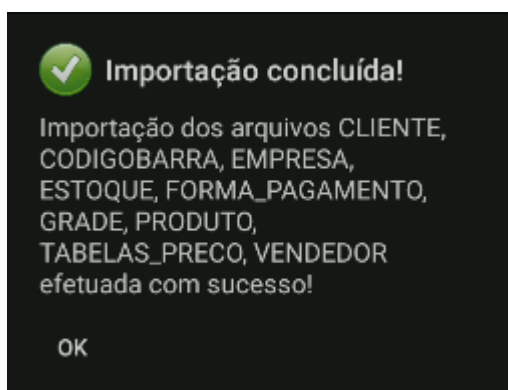 Importação concluída!
Importação dos arquivos CLIENTE,
CODIGOBARRA, EMPRESA,
ESTOQUE, FORMA_PAGAMENTO,
GRADE, PRODUTO,
TABELAS_PRECO, VENDEDOR
efetuada com sucesso!
OK